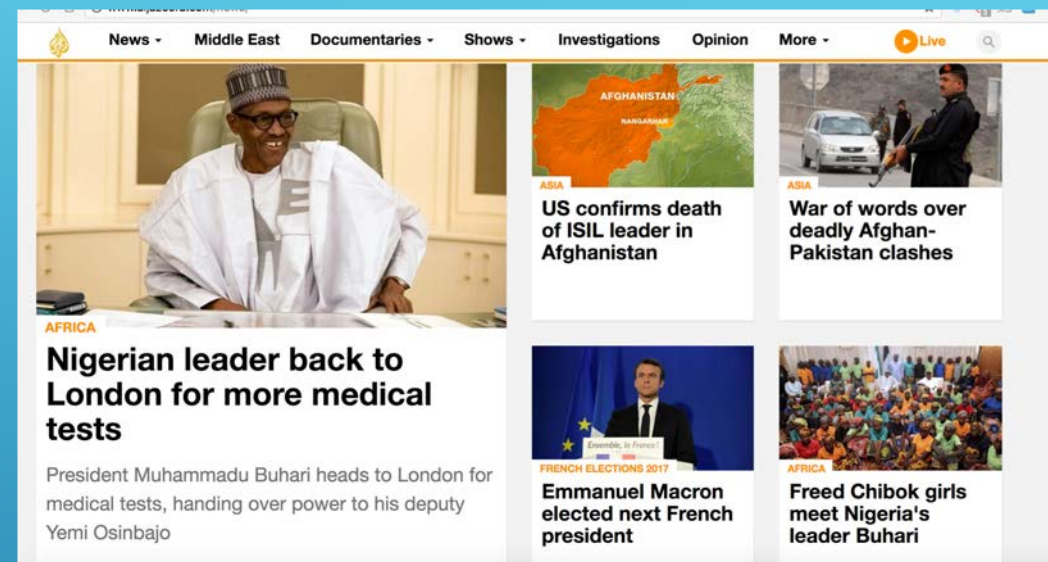 News
Middle East
Documentaries
Shows
Investigations
Opinion
More
Live
AFRICA
Nigerian leader back to
London for more medical
tests
President Muhammadu Buhari heads to London for
medical tests, handing over power to his deputy
Yemi Osinbajo
AFGHANISTAN
NANGARHAR
ASIA
US confirms death
of ISIL leader in
Afghanistan
ASIA
War of words over
deadly Afghan-
Pakistan clashes
Ensemble, la France !
FRENCH ELECTIONS 2017
Emmanuel Macron
elected next French
president
AFRICA
Freed Chibok girls
meet Nigeria's
leader Buhari